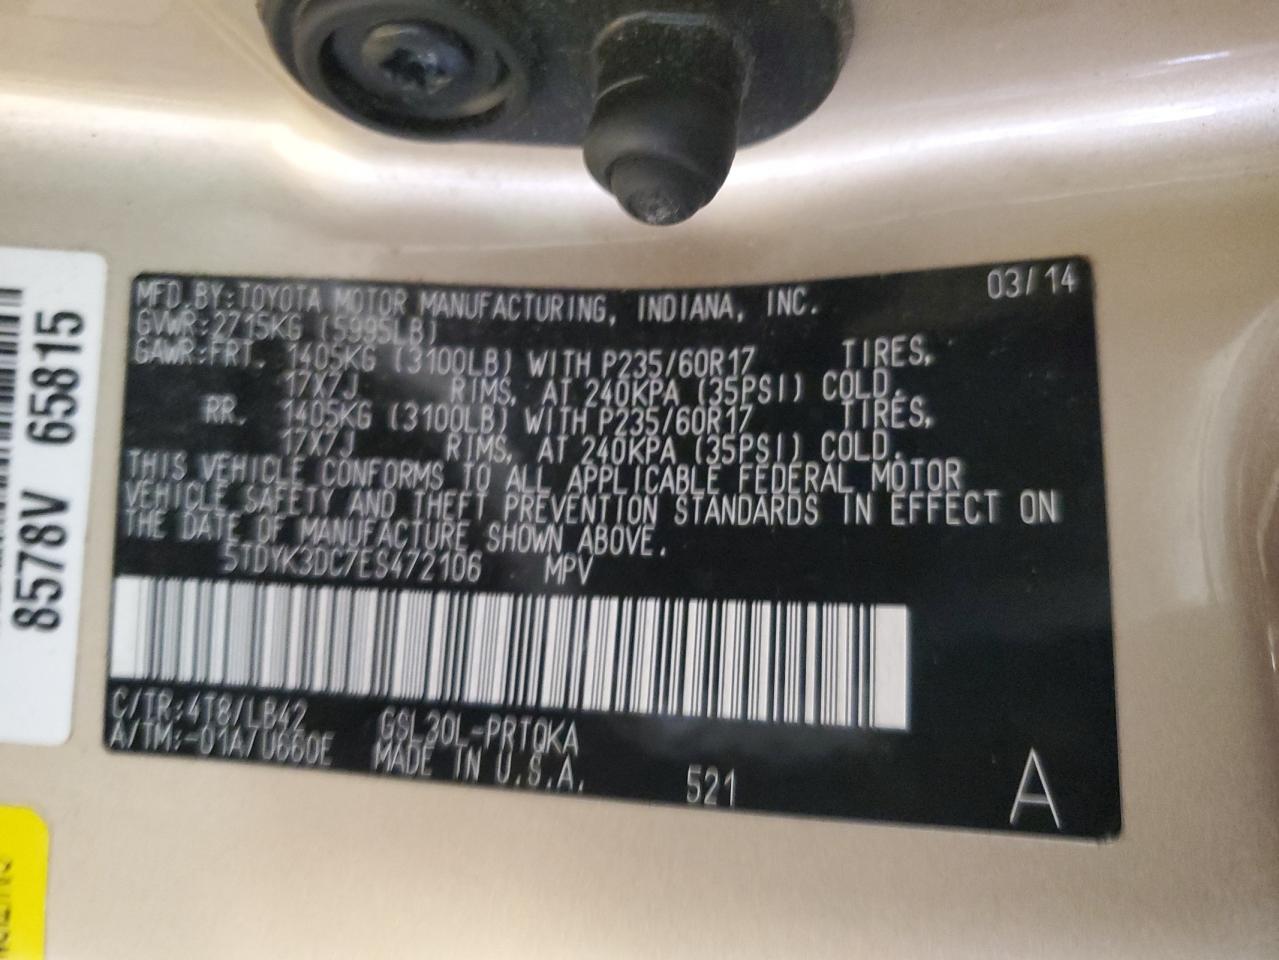 MFD.BY:TOYOTA MOTOR MANUFACTURING, INDIANA, INC. 03/14
GVWR:2715KG (5995LB)
GAWR:FRT. 1405KG (3100LB) WITH P235/60R17 TIRES,
17X7J RIMS, AT 240KPA (35PSI) COLD.
RR. 1405KG (3100LB) WITH P235/60R17 TIRES,
17X7J RIMS, AT 240KPA (35PSI) COLD.
THIS VEHICLE CONFORMS TO ALL APPLICABLE FEDERAL MOTOR
VEHICLE SAFETY AND THEFT PREVENTION STANDARDS IN EFFECT ON
THE DATE OF MANUFACTURE SHOWN ABOVE.
5TDYK3DC7ES472106 MPV
C/TR:4T8/LB42 GSL30L-PRTQKA
A/TM:-01A/U660E MADE IN U.S.A.
521
A
8578V 65815